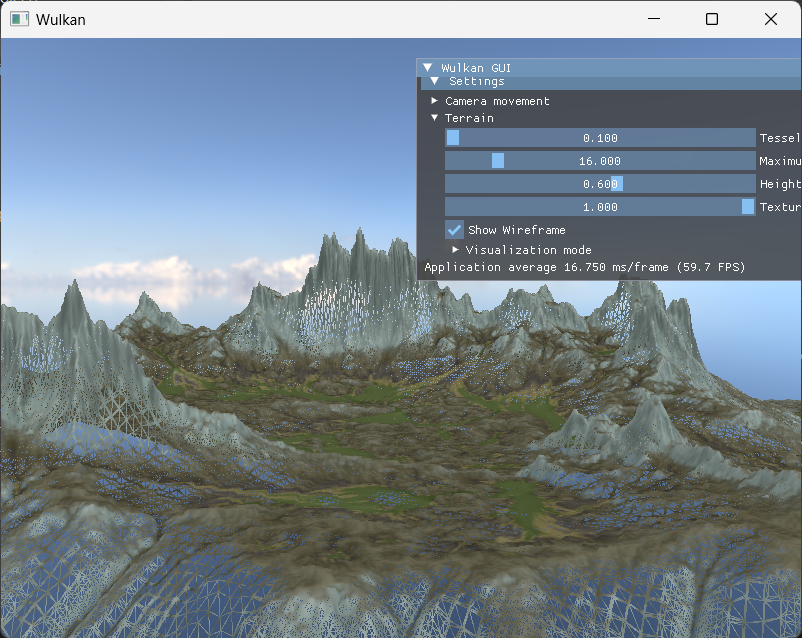 Wulkan
Wulkan GUI
Settings
Camera movement
Terrain
0.100 Tessel
16.000 Maximu
0.600 Height
1.000 Textur
Show Wireframe
Visualization mode
Application average 16.750 ms/frame (59.7 FPS)